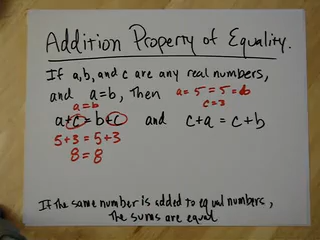 Addition Property of Equality.
If a, b, and c are any real numbers,
and a=b, Then a=5=5=b
a=b c=3
a+c=b+c and c+a=c+b
5+3=5+3
8=8
If the same number is added to equal numbers,
The sums are equal